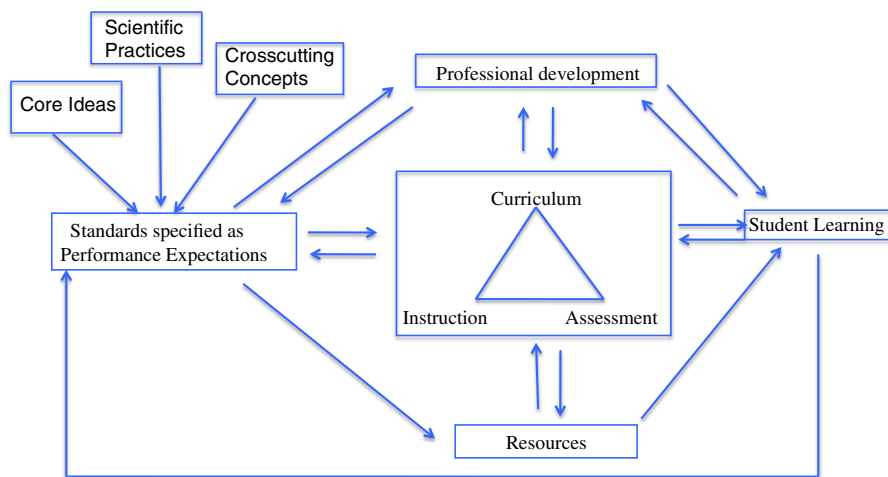 Scientific
Practices
Crosscutting
Concepts
Core Ideas
Professional development
Standards specified as
Performance Expectations
Curriculum
Instruction
Assessment
Student Learning
Resources